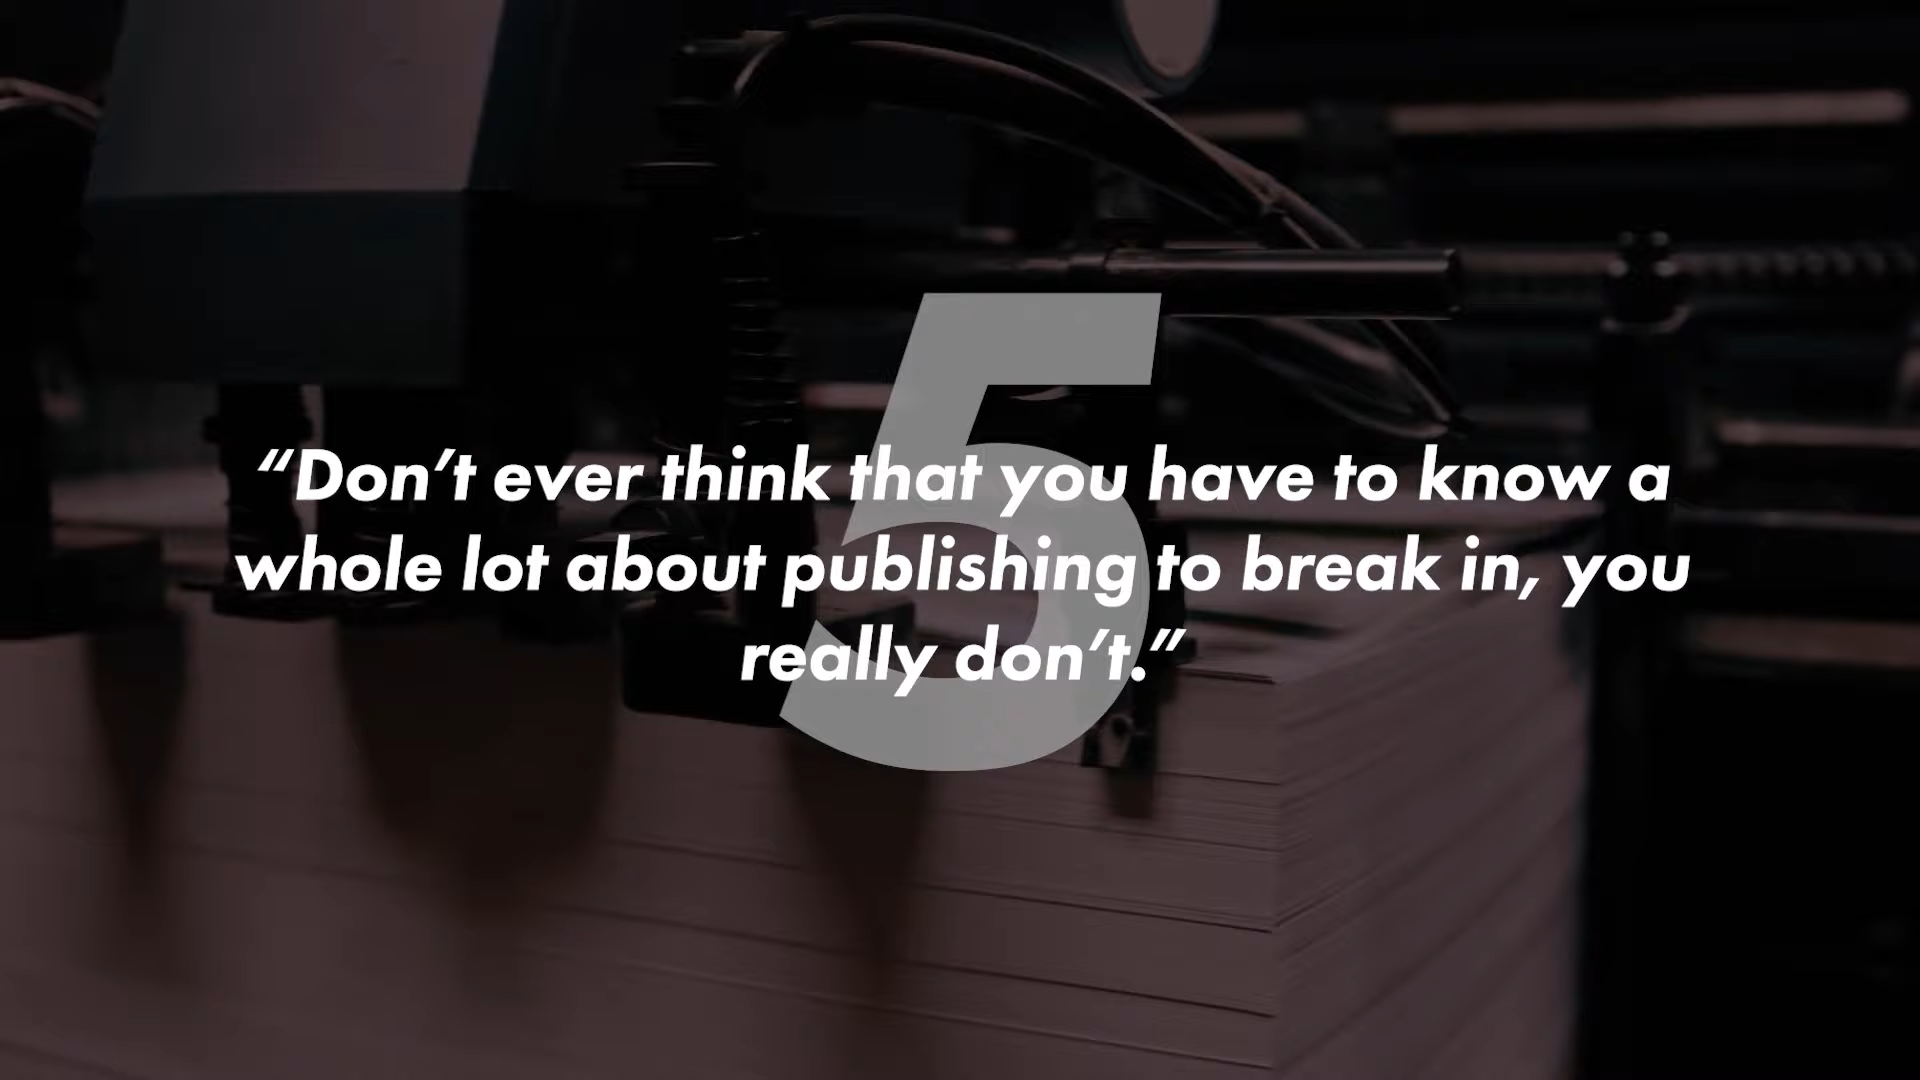 5
“Don’t ever think that you have to know a
whole lot about publishing to break in, you
really don’t.”